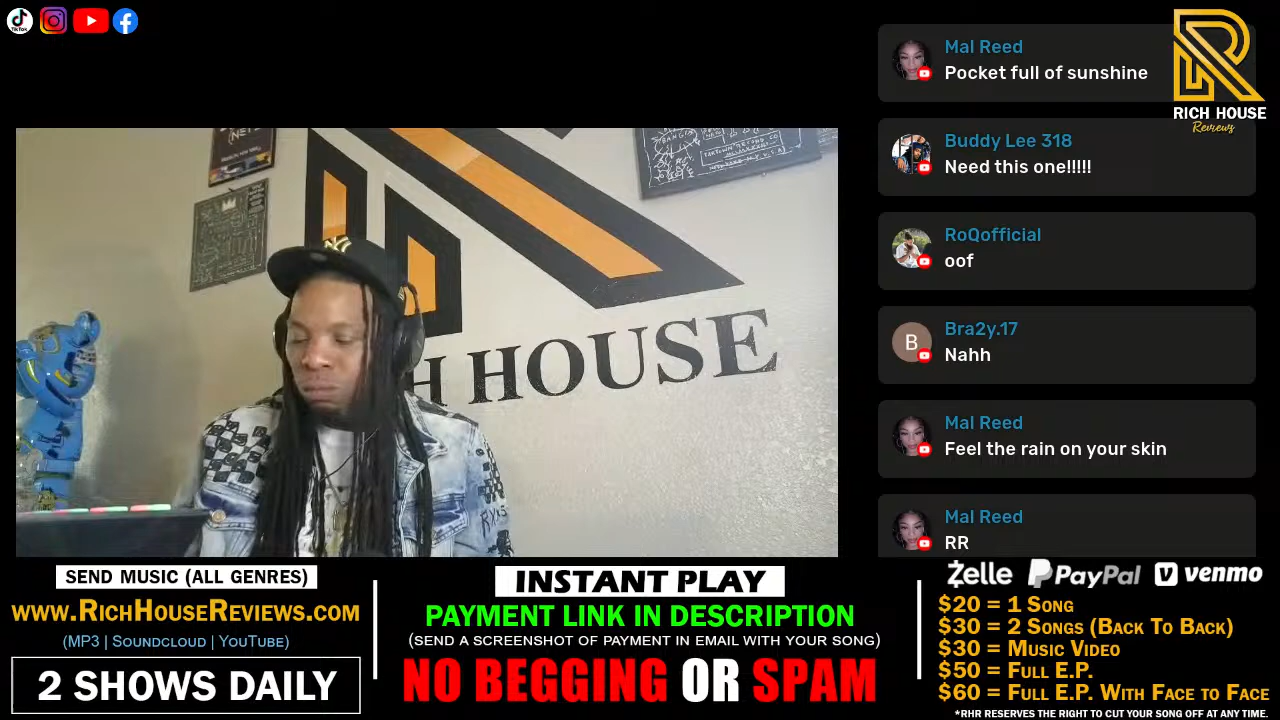 Mal Reed
Pocket full of sunshine
RICH HOUSE
Reviews
Buddy Lee 318
Need this one!!!!!
RoQofficial
oof
B
Bra2y.17
Nahh
Mal Reed
Feel the rain on your skin
Mal Reed
RR
NY
H HOUSE
SEND MUSIC (ALL GENRES)
www.RichHouseReviews.com
(MP3 | Soundcloud | YouTube)
2 SHOWS DAILY
INSTANT PLAY
PAYMENT LINK IN DESCRIPTION
(SEND A SCREENSHOT OF PAYMENT IN EMAIL WITH YOUR SONG)
NO BEGGING OR SPAM
Zelle PayPal venmo
$20 = 1 Song
$30 = 2 Songs (Back To Back)
$30 = Music Video
$50 = Full E.P.
$60 = Full E.P. With Face to Face
*RHR RESERVES THE RIGHT TO CUT YOUR SONG OFF AT ANY TIME.